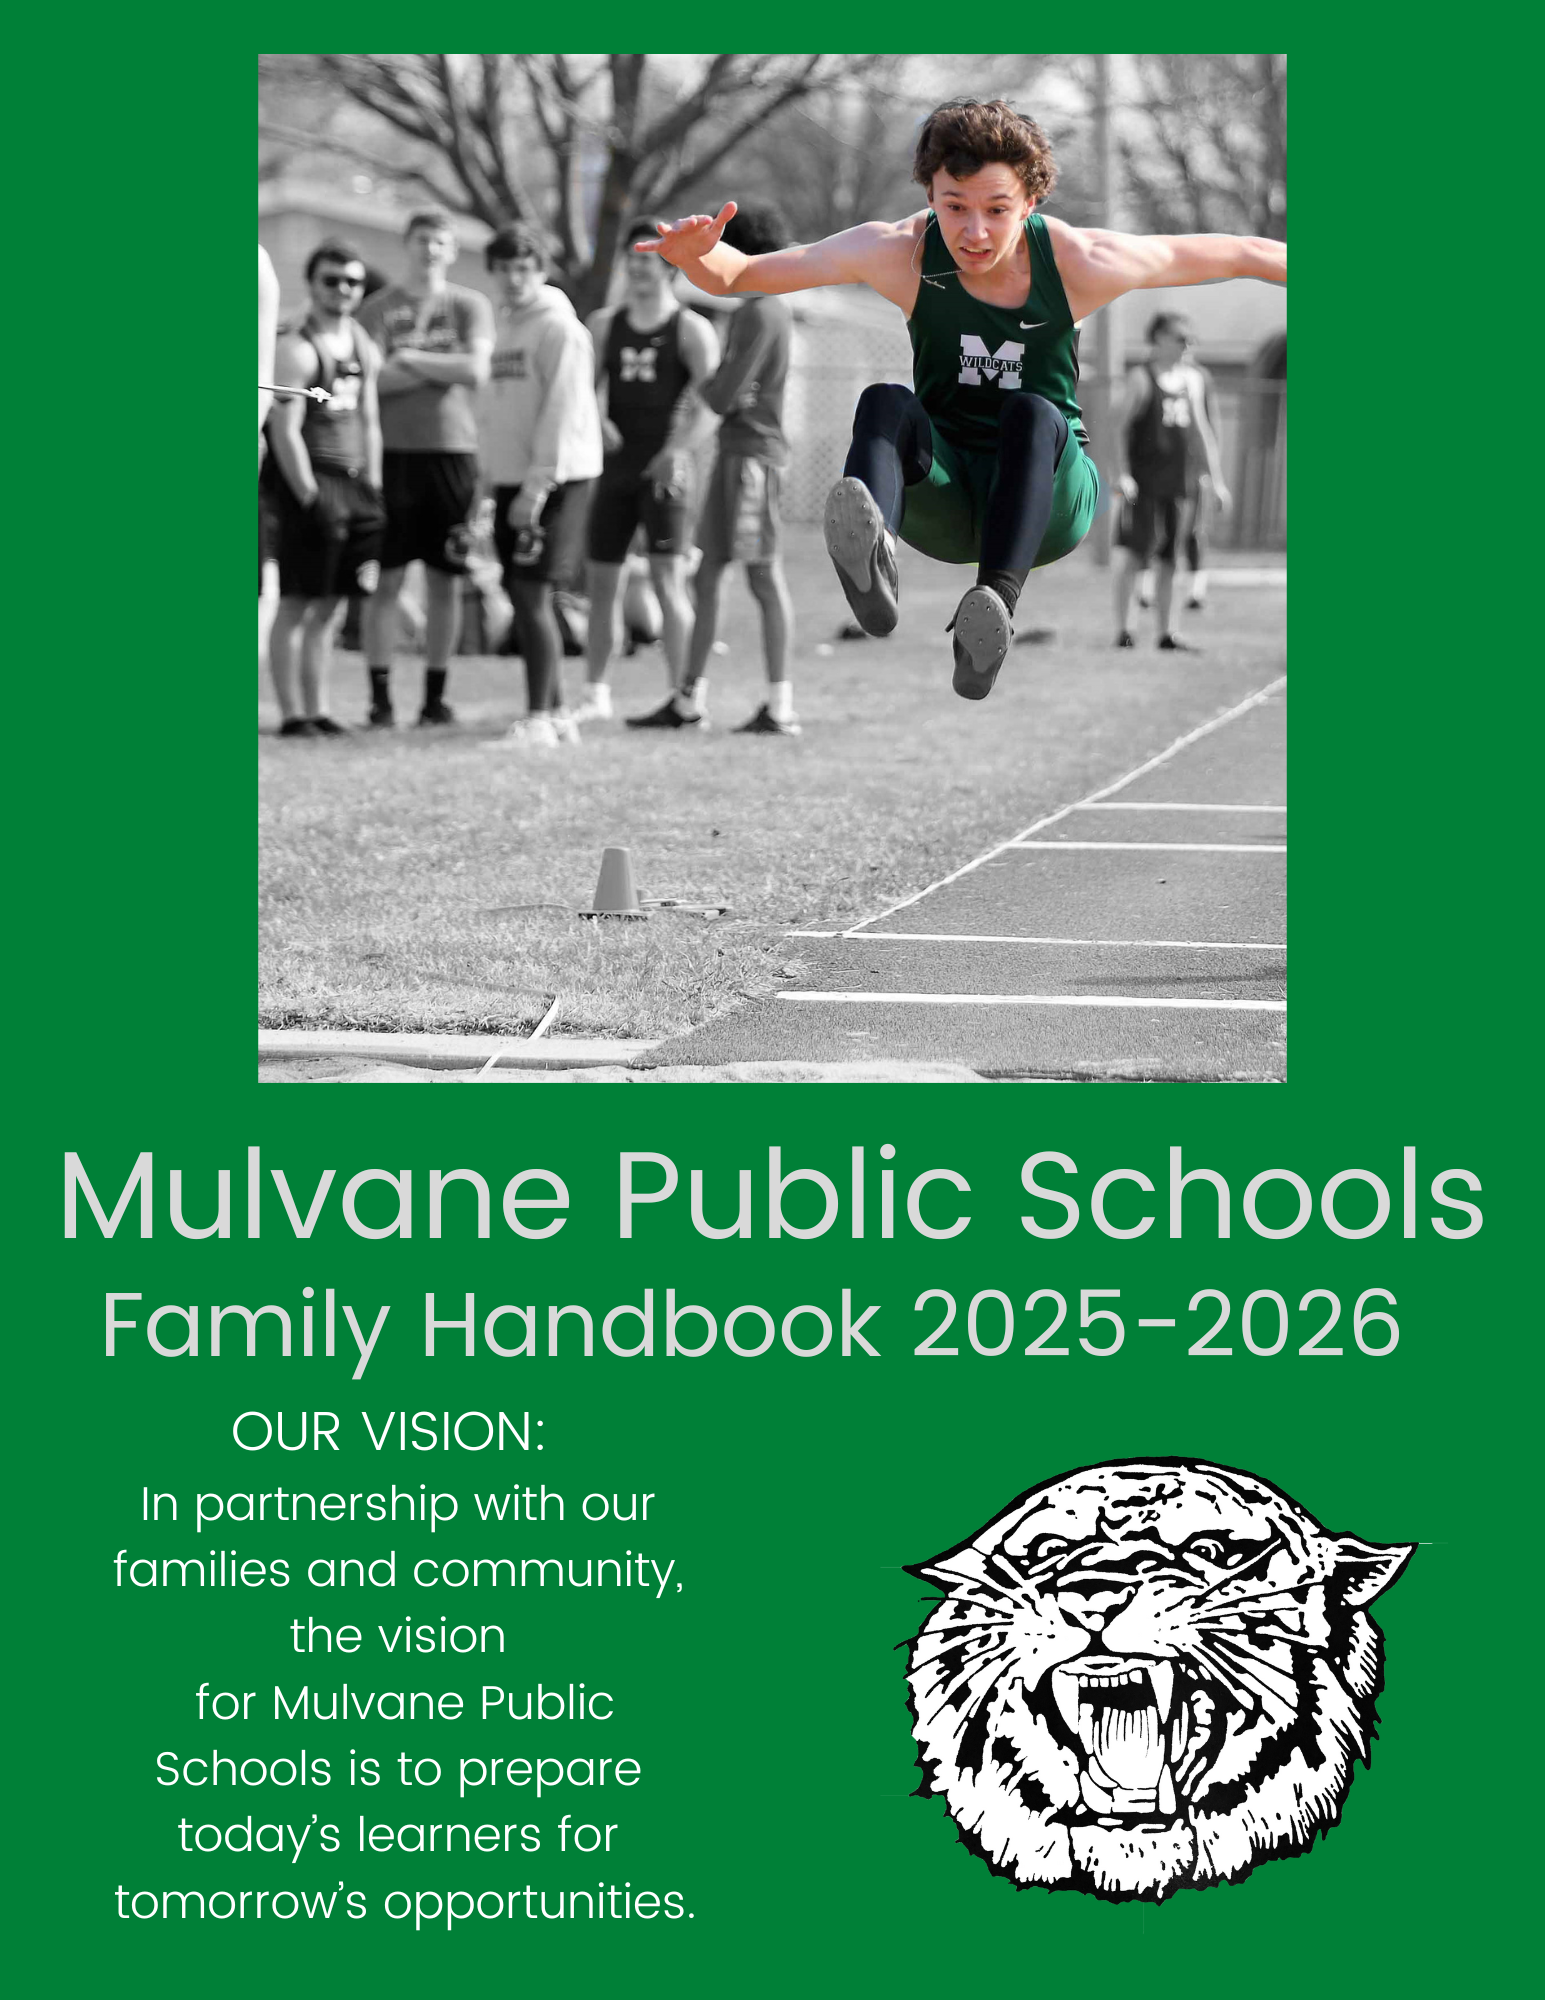 M
WILDCATS
M
M
Mulvane Public Schools
Family Handbook 2025-2026
OUR VISION:
In partnership with our
families and community,
the vision
for Mulvane Public
Schools is to prepare
today’s learners for
tomorrow’s opportunities.